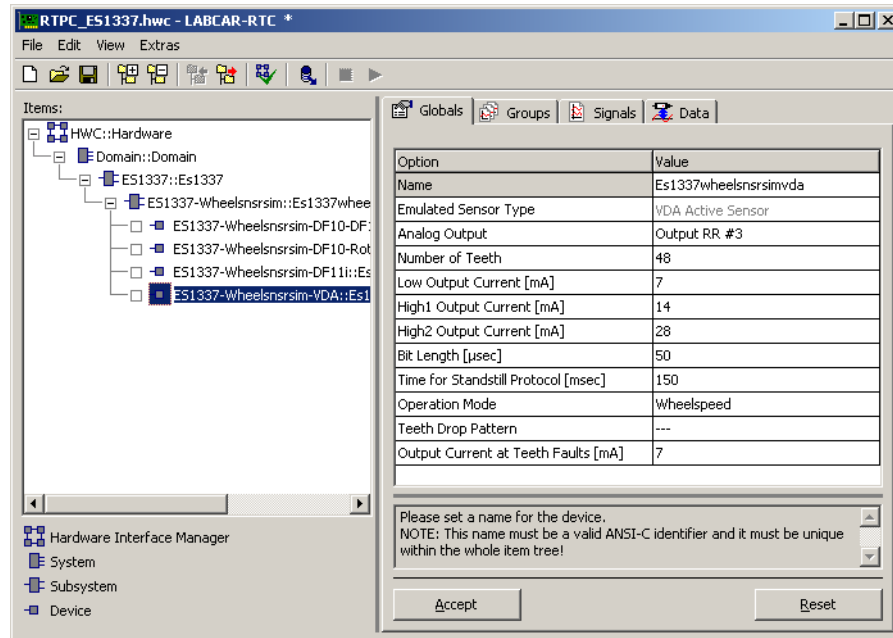 RTPC_ES1337.hwc - LABCAR-RTC *
File Edit View Extras
Items:
HWC::Hardware
Domain::Domain
ES1337::Es1337
ES1337-Wheelsnsrsim::Es1337whee
ES1337-Wheelsnsrsim-DF10-DF1
ES1337-Wheelsnsrsim-DF10-Rot
ES1337-Wheelsnsrsim-DF11i::Es
ES1337-Wheelsnsrsim-VDA::Es1
Hardware Interface Manager
System
Subsystem
Device
Globals Groups Signals Data
Option Value
Name Es1337wheelsnsrsimvda
Emulated Sensor Type VDA Active Sensor
Analog Output Output RR #3
Number of Teeth 48
Low Output Current [mA] 7
High1 Output Current [mA] 14
High2 Output Current [mA] 28
Bit Length [µsec] 50
Time for Standstill Protocol [msec] 150
Operation Mode Wheelspeed
Teeth Drop Pattern ---
Output Current at Teeth Faults [mA] 7
Please set a name for the device.
NOTE: This name must be a valid ANSI-C identifier and it must be unique
within the whole item tree!
Accept Reset